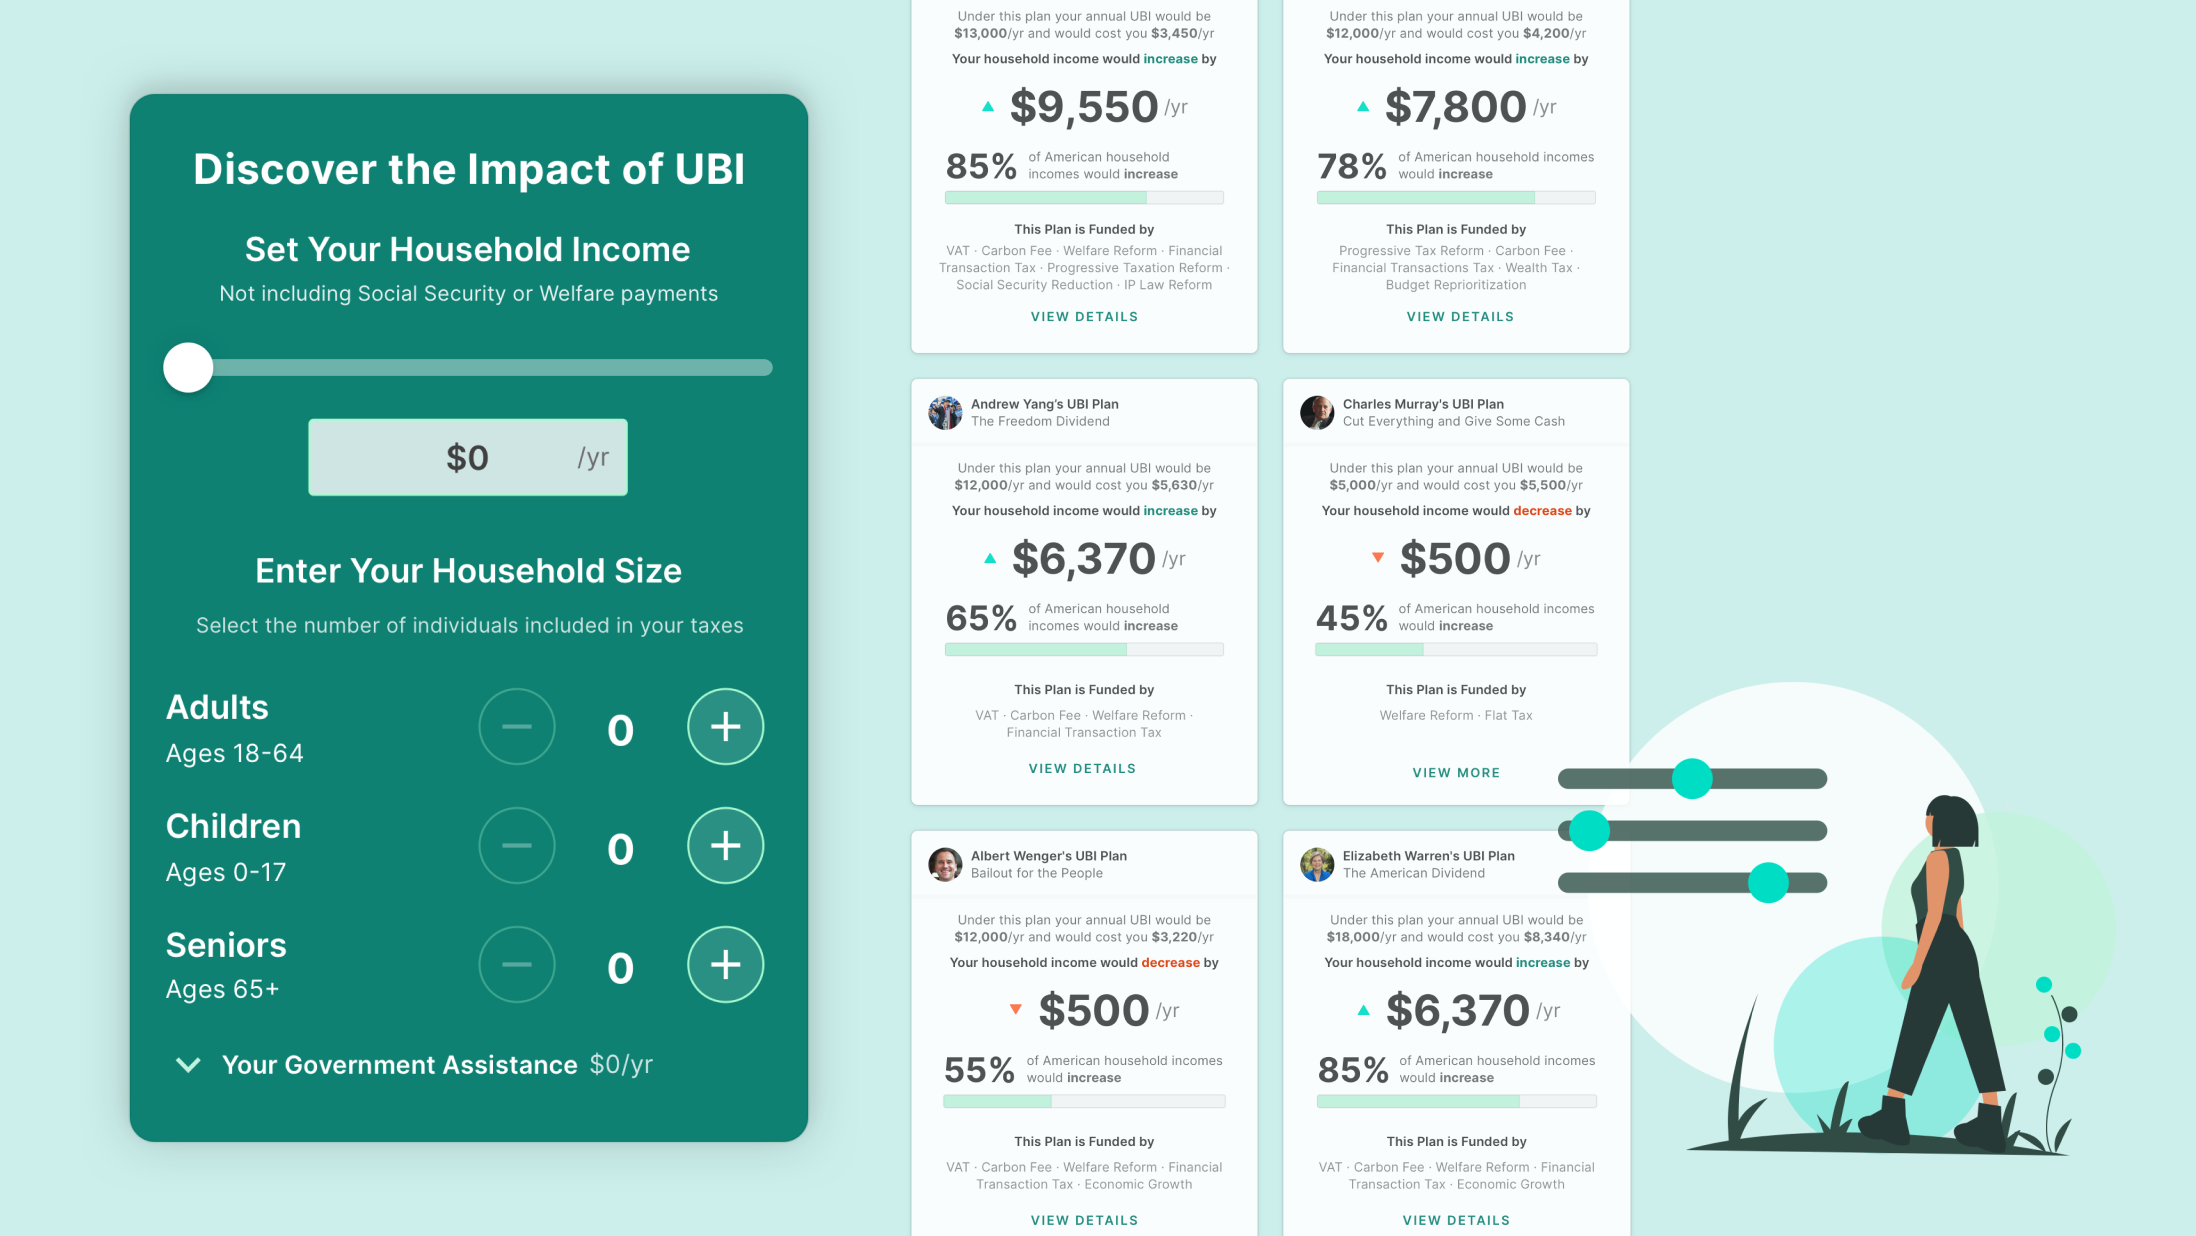 Discover the Impact of UBI
Set Your Household Income
Not including Social Security or Welfare payments
$0 /yr
Enter Your Household Size
Select the number of individuals included in your taxes
Adults
Ages 18-64
0
Children
Ages 0-17
0
Seniors
Ages 65+
0
Your Government Assistance $0/yr
Under this plan your annual UBI would be
$13,000/yr and would cost you $3,450/yr
Your household income would increase by
$9,550 /yr
85%
of American household
incomes would increase
This Plan is Funded by
VAT · Carbon Fee · Welfare Reform · Financial
Transaction Tax · Progressive Taxation Reform ·
Social Security Reduction · IP Law Reform
VIEW DETAILS
Under this plan your annual UBI would be
$12,000/yr and would cost you $4,200/yr
Your household income would increase by
$7,800 /yr
78%
of American household incomes
would increase
This Plan is Funded by
Progressive Tax Reform · Carbon Fee ·
Financial Transactions Tax · Wealth Tax ·
Budget Reprioritization
VIEW DETAILS
Andrew Yang's UBI Plan
The Freedom Dividend
Under this plan your annual UBI would be
$12,000/yr and would cost you $5,630/yr
Your household income would increase by
$6,370 /yr
65%
of American household
incomes would increase
This Plan is Funded by
VAT · Carbon Fee · Welfare Reform ·
Financial Transaction Tax
VIEW DETAILS
Charles Murray's UBI Plan
Cut Everything and Give Some Cash
Under this plan your annual UBI would be
$5,000/yr and would cost you $5,500/yr
Your household income would decrease by
$500 /yr
45%
of American household incomes
would increase
This Plan is Funded by
Welfare Reform · Flat Tax
VIEW MORE
Albert Wenger's UBI Plan
Bailout for the People
Under this plan your annual UBI would be
$12,000/yr and would cost you $3,220/yr
Your household income would decrease by
$500 /yr
55%
of American household incomes
would increase
This Plan is Funded by
VAT · Carbon Fee · Welfare Reform · Financial
Transaction Tax · Economic Growth
VIEW DETAILS
Elizabeth Warren's UBI Plan
The American Dividend
Under this plan your annual UBI would be
$18,000/yr and would cost you $8,340/yr
Your household income would increase by
$6,370 /yr
85%
of American household incomes
would increase
This Plan is Funded by
VAT · Carbon Fee · Welfare Reform · Financial
Transaction Tax · Economic Growth
VIEW DETAILS